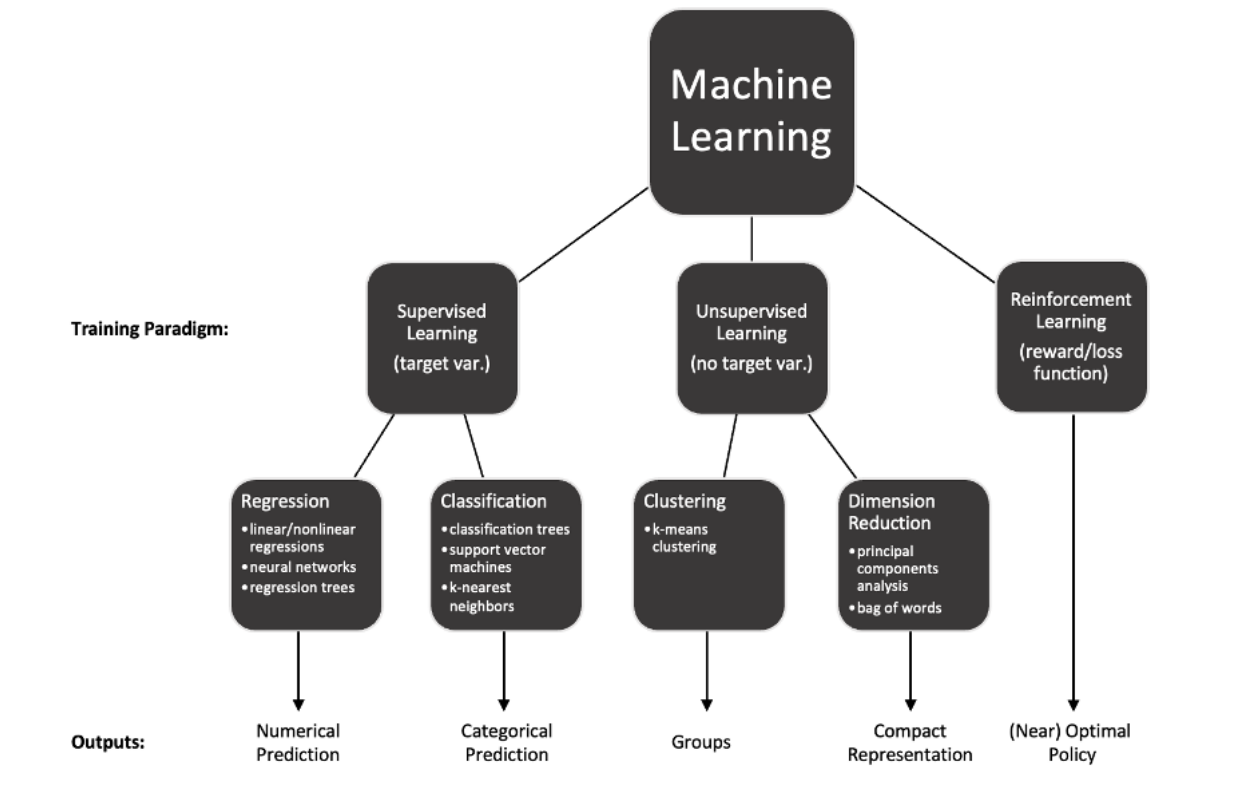 Machine
Learning
Training Paradigm:
Supervised
Learning
(target var.)
Unsupervised
Learning
(no target var.)
Reinforcement
Learning
(reward/loss
function)
Regression
•linear/nonlinear
regressions
•neural networks
•regression trees
Classification
•classification trees
•support vector
machines
•k-nearest
neighbors
Clustering
•k-means
clustering
Dimension
Reduction
•principal
components
analysis
•bag of words
Outputs:
Numerical
Prediction
Categorical
Prediction
Groups
Compact
Representation
(Near) Optimal
Policy